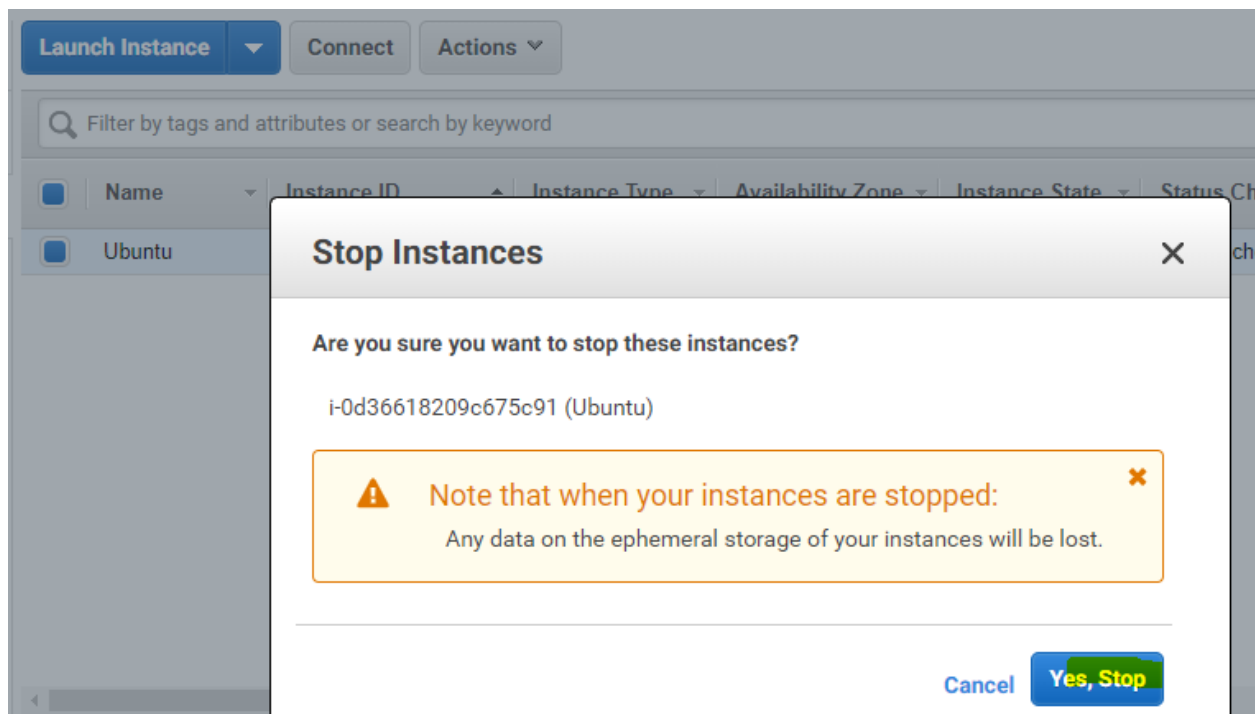 Launch Instance Connect Actions
Filter by tags and attributes or search by keyword
Name Instance ID Instance Type Availability Zone Instance State Status
Ubuntu
Stop Instances
Are you sure you want to stop these instances?
i-0d36618209c675c91 (Ubuntu)
Note that when your instances are stopped:
Any data on the ephemeral storage of your instances will be lost.
Cancel Yes, Stop